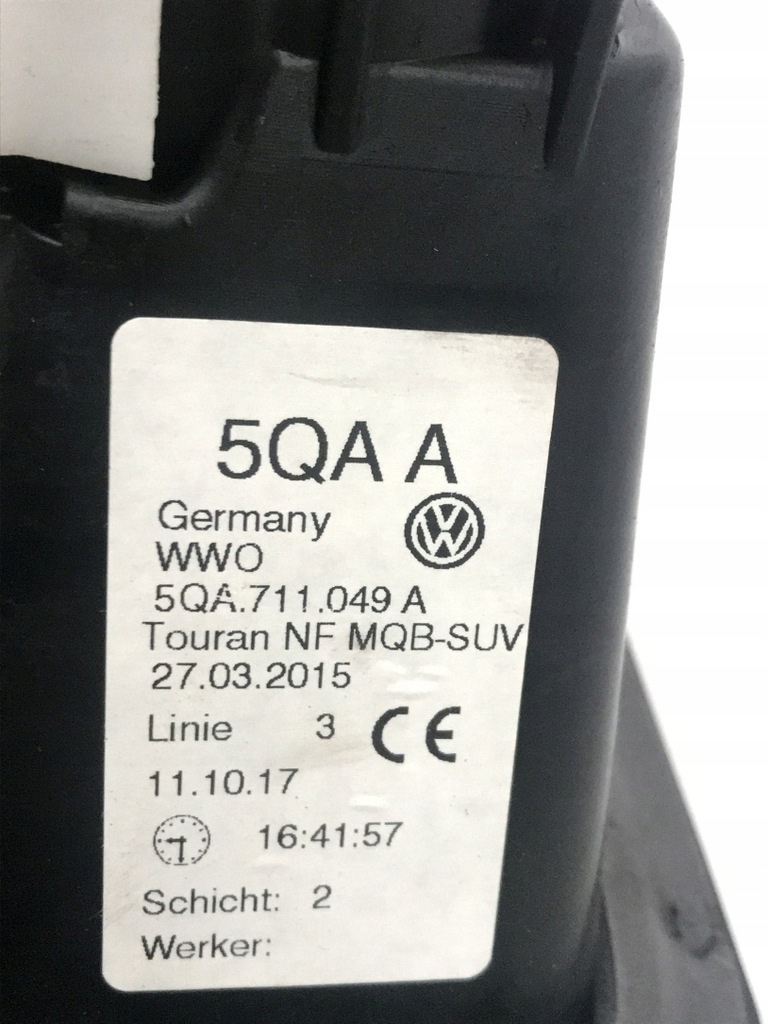 5QA A
Germany
WWO
5QA.711.049 A
Touran NF MQB-SUV
27.03.2015
Linie 3 CE
11.10.17
16:41:57
Schicht: 2
Werker: